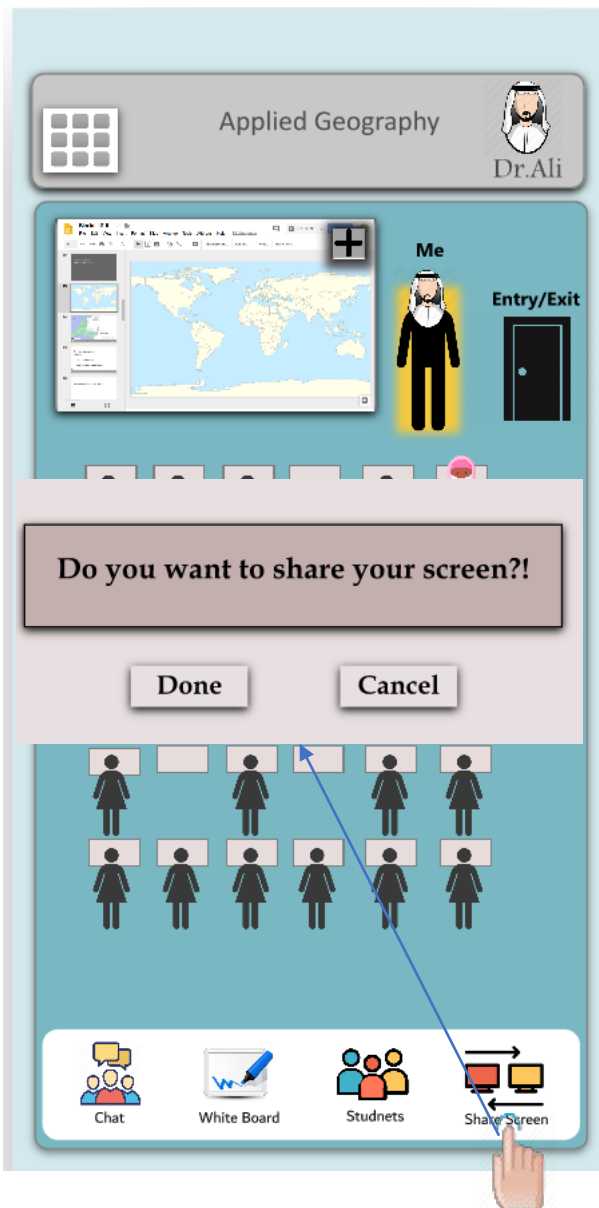 Applied Geography
Dr.Ali
Me
Entry/Exit
Do you want to share your screen?!
Done
Cancel
Chat
White Board
Studnets
Share Screen